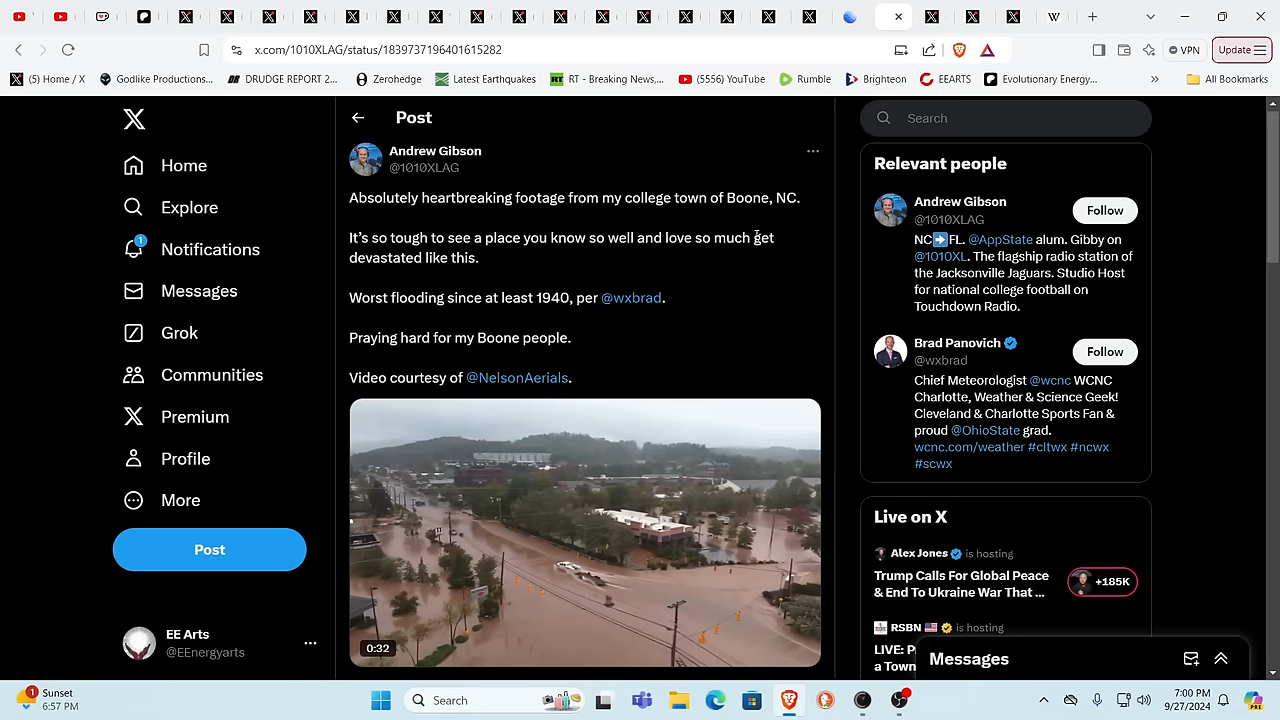 x.com/1010XLAG/status/1839737196401615282
VPN
Update
(5) Home / X
Godlike Productions...
DRUDGE REPORT 2...
Zerohedge
Latest Earthquakes
RT - Breaking News,...
(5556) YouTube
Rumble
Brighteon
EEARTS
Evolutionary Energy...
All Bookmarks
Home
Explore
1
Notifications
Messages
Grok
Communities
Premium
Profile
More
Post
EE Arts
@EEnergyarts
Post
Andrew Gibson
@1010XLAG
Absolutely heartbreaking footage from my college town of Boone, NC.
It’s so tough to see a place you know so well and love so much get
devastated like this.
Worst flooding since at least 1940, per @wxbrad.
Praying hard for my Boone people.
Video courtesy of @NelsonAerials.
0:32
Search
Relevant people
Andrew Gibson
@1010XLAG
Follow
NC➡️FL. @AppState alum. Gibby on
@1010XL. The flagship radio station of
the Jacksonville Jaguars. Studio Host
for national college football on
Touchdown Radio.
Brad Panovich
@wxbrad
Follow
Chief Meteorologist @wcnc WCNC
Charlotte, Weather & Science Geek!
Cleveland & Charlotte Sports Fan &
proud @OhioState grad.
wcnc.com/weather #cltwx #ncwx
#scwx
Live on X
Alex Jones is hosting
Trump Calls For Global Peace
& End To Ukraine War That ...
+185K
RSBN is hosting
LIVE: P
a Town
Messages
1
Sunset
6:57 PM
Search
7:00 PM
9/27/2024
PRE